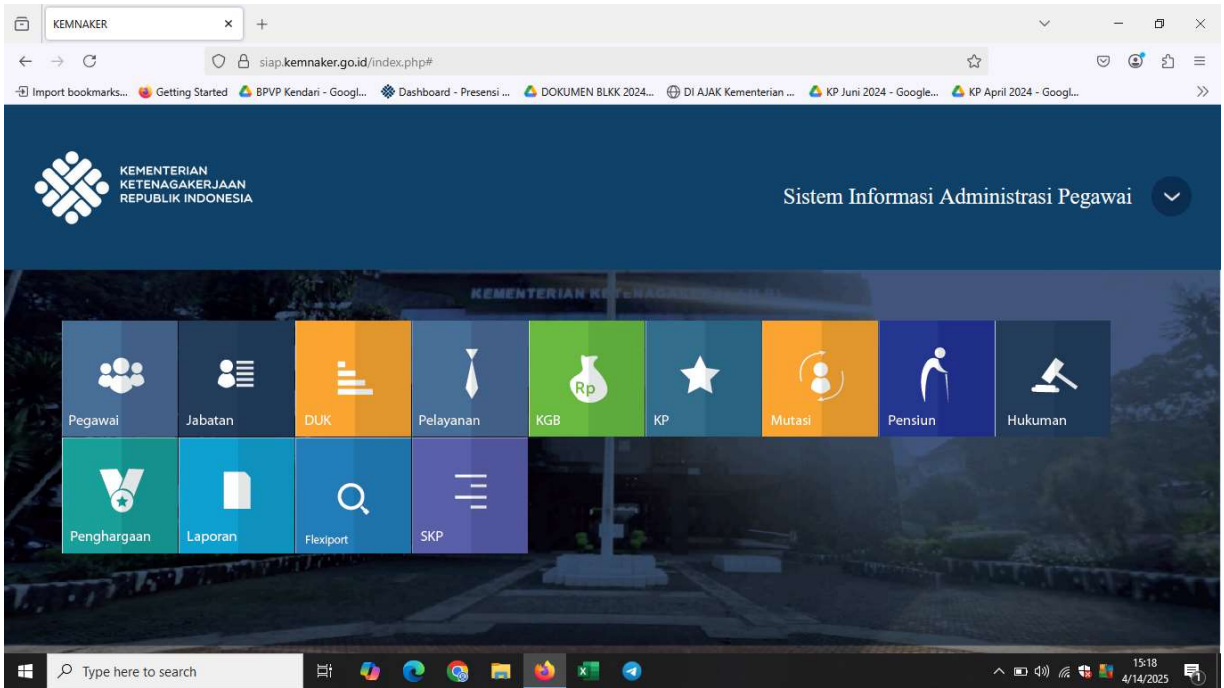 KEMNAKER
siap.kemnaker.go.id/index.php#
Import bookmarks... Getting Started BPVP Kendari - Googl... Dashboard - Presensi ... DOKUMEN BLKK 2024... DI AJAK Kementerian ... KP Juni 2024 - Google... KP April 2024 - Googl...
KEMENTERIAN
KETENAGAKERJAAN
REPUBLIK INDONESIA
Sistem Informasi Administrasi Pegawai
KEMENTERIAN
Rp
Pegawai Jabatan DUK Pelayanan KGB KP Mutasi Pensiun Hukuman
Penghargaan Laporan Flexiport SKP
Type here to search
15:18
4/14/2025
1